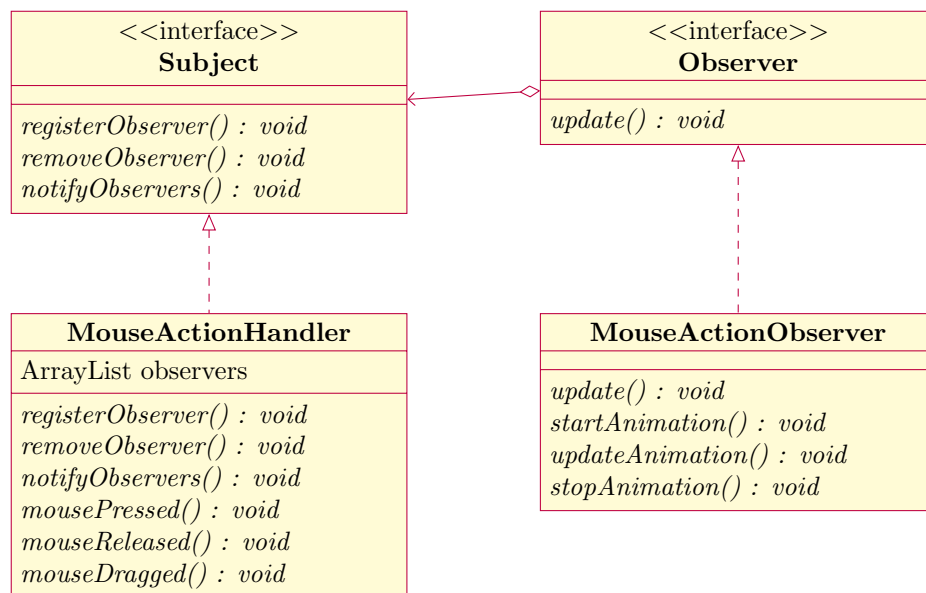 <<interface>>
Subject
registerObserver() : void
removeObserver() : void
notifyObservers() : void
<<interface>>
Observer
update() : void
MouseActionHandler
ArrayList observers
registerObserver() : void
removeObserver() : void
notifyObservers() : void
mousePressed() : void
mouseReleased() : void
mouseDragged() : void
MouseActionObserver
update() : void
startAnimation() : void
updateAnimation() : void
stopAnimation() : void